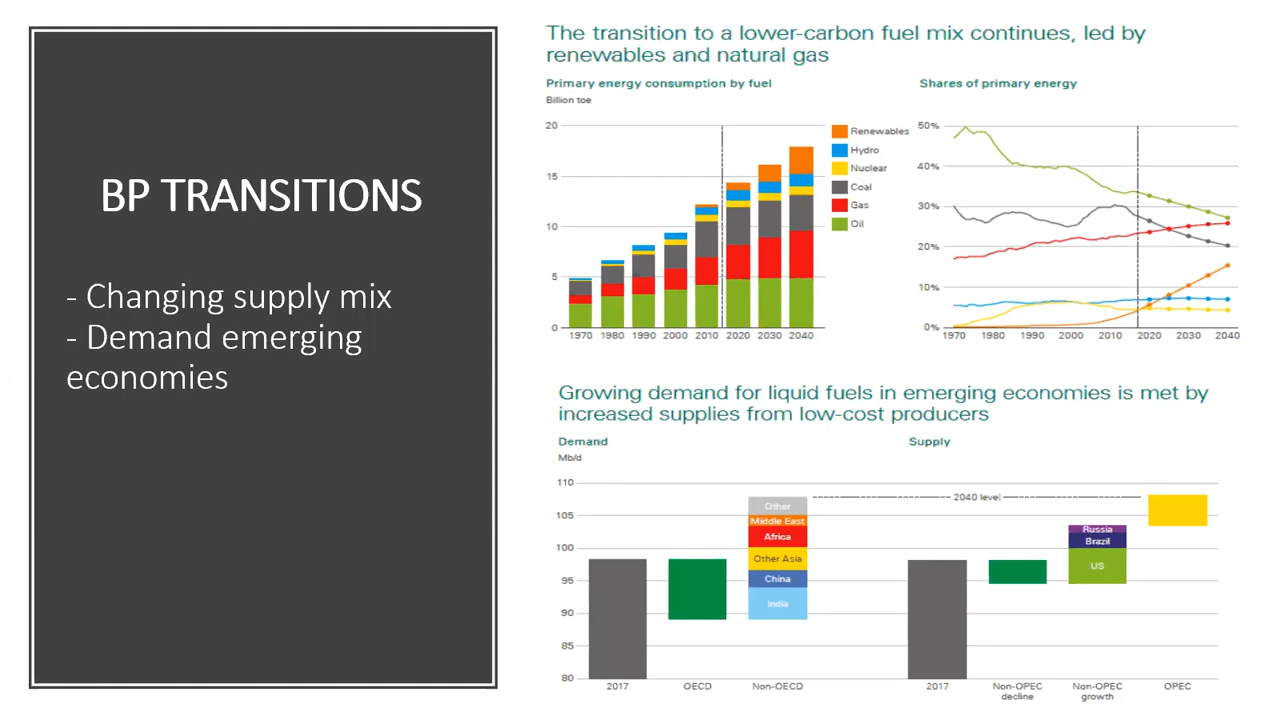 BP TRANSITIONS
- Changing supply mix
- Demand emerging
economies
The transition to a lower-carbon fuel mix continues, led by
renewables and natural gas
Primary energy consumption by fuel
Billion toe
20
15
10
5
0
1970 1980 1990 2000 2010 2020 2030 2040
Renewables
Hydro
Nuclear
Coal
Gas
Oil
Shares of primary energy
50%
40%
30%
20%
10%
0%
1970 1980 1990 2000 2010 2020 2030 2040
Growing demand for liquid fuels in emerging economies is met by
increased supplies from low-cost producers
Demand
Mb/d
110
105
100
95
90
85
80
Other
Middle East
Africa
Other Asia
China
India
2017 OECD Non-OECD
Supply
2040 level
Russia
Brazil
US
2017 Non-OPEC Non-OPEC OPEC
decline growth